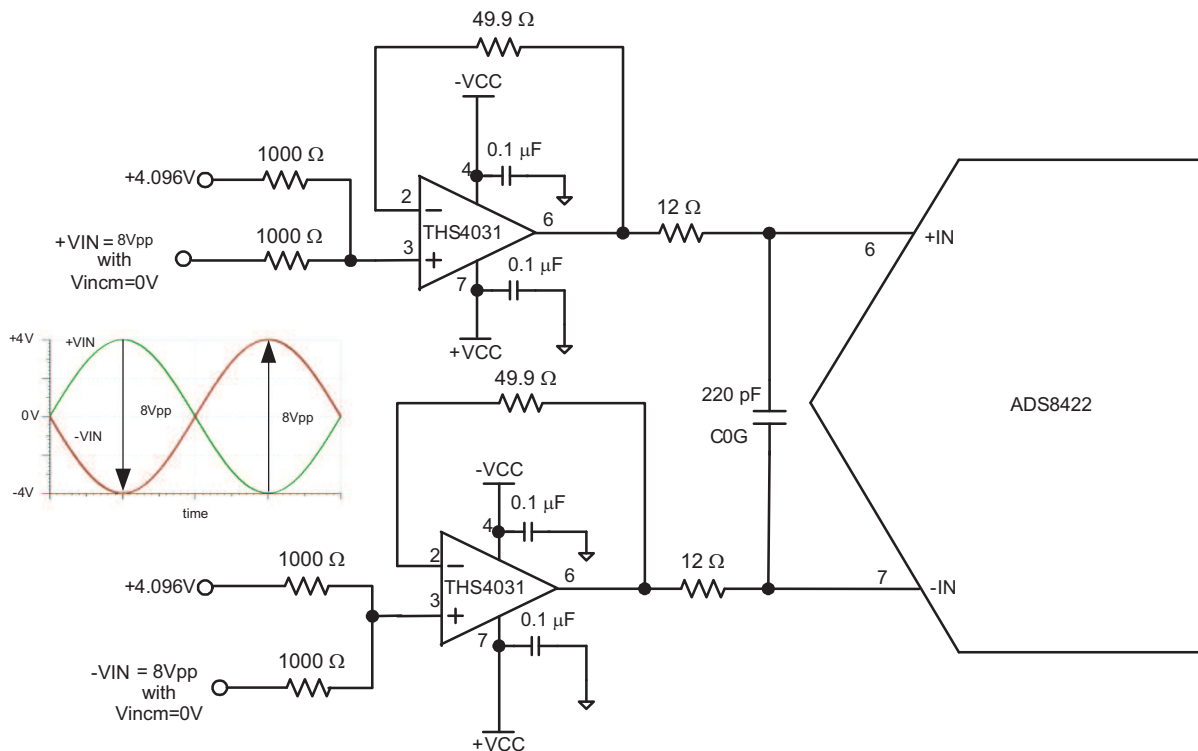 49.9 Ω
-VCC
1000 Ω
+4.096V
4
0.1 μF
2
THS4031
6
12 Ω
+VIN = 8Vpp
with
Vincm=0V
1000 Ω
3
0.1 μF
7
+VCC
6
+IN
+4V
+VIN
8Vpp
8Vpp
0V
-VIN
-4V
time
49.9 Ω
220 pF
C0G
ADS8422
-VCC
4
0.1 μF
1000 Ω
+4.096V
2
THS4031
6
12 Ω
7
-IN
3
0.1 μF
7
1000 Ω
-VIN = 8Vpp
with
Vincm=0V
+VCC